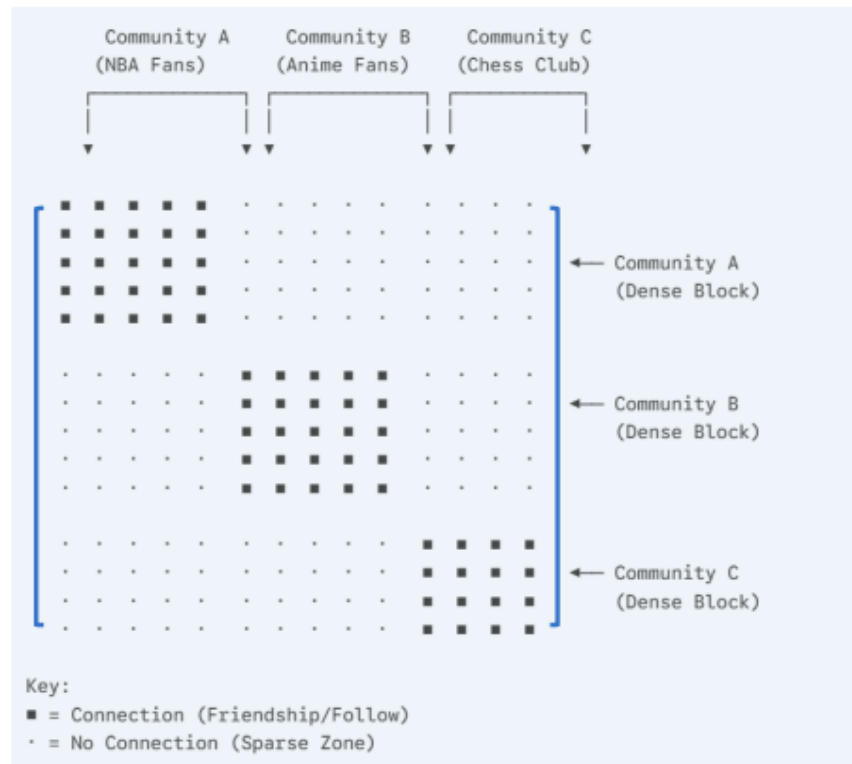 Community A Community B Community C
(NBA Fans) (Anime Fans) (Chess Club)
Community A
(Dense Block)
Community B
(Dense Block)
Community C
(Dense Block)
Key:
■ = Connection (Friendship/Follow)
· = No Connection (Sparse Zone)